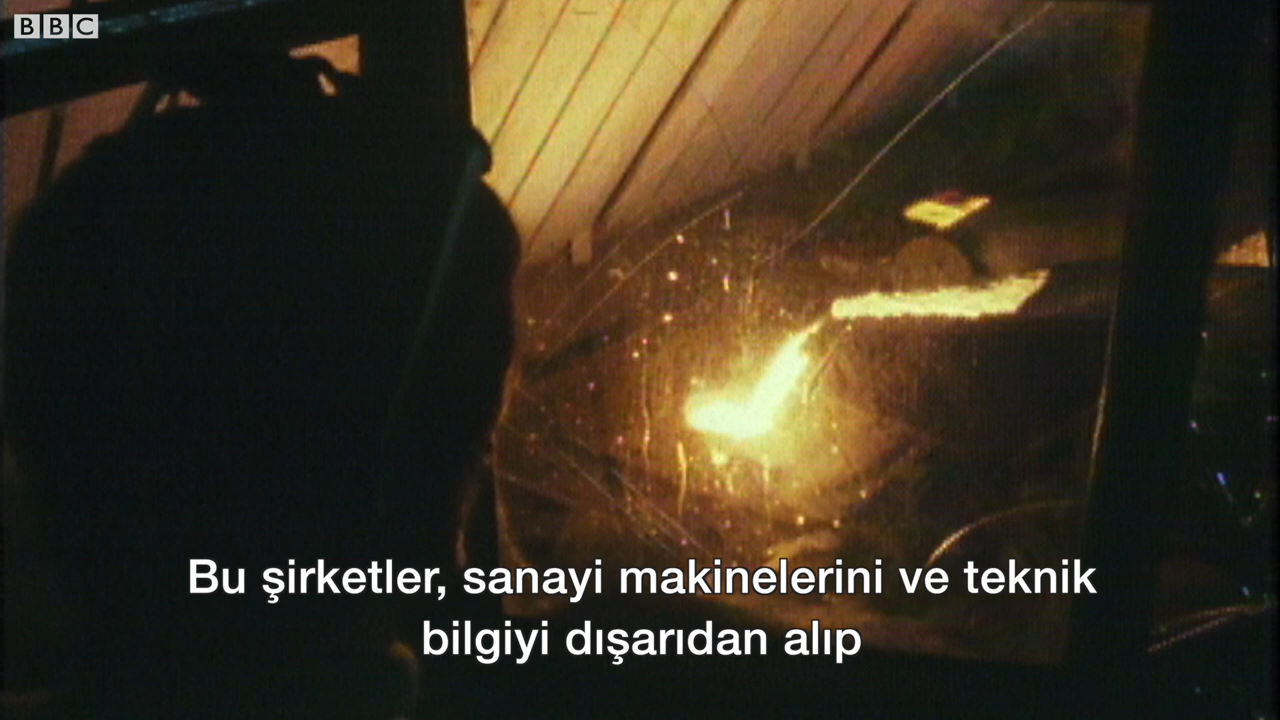 BBC
Bu şirketler, sanayi makinelerini ve teknik
bilgiyi dışarıdan alıp